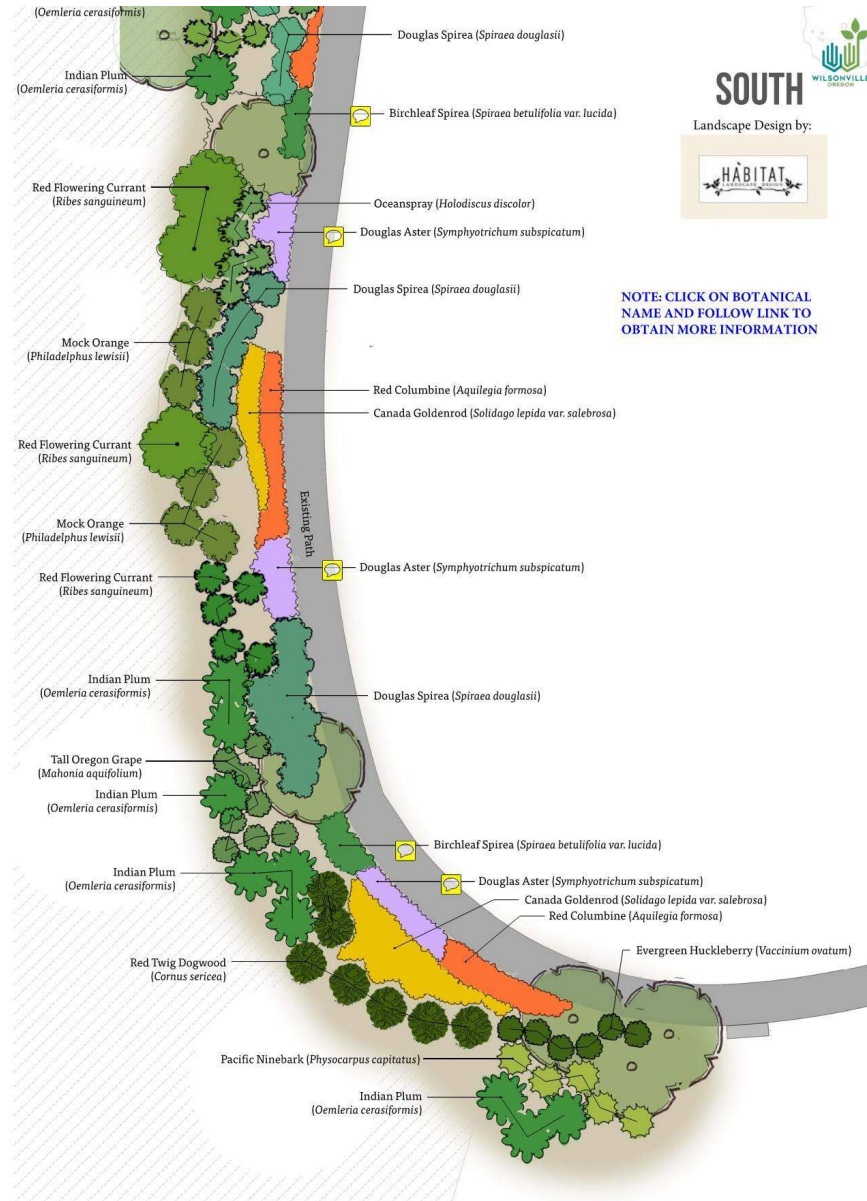 (Oemleria cerasiformis)
Douglas Spirea (Spiraea douglasii)
WILSONVILLE
OREGON
Indian Plum
(Oemleria cerasiformis)
SOUTH
Birchleaf Spirea (Spiraea betulifolia var. lucida)
Landscape Design by:
HÀBITAT
LANDSCAPE DESIGN
Red Flowering Currant
(Ribes sanguineum)
Oceanspray (Holodiscus discolor)
Douglas Aster (Symphyotrichum subspicatum)
Douglas Spirea (Spiraea douglasii)
NOTE: CLICK ON BOTANICAL
NAME AND FOLLOW LINK TO
OBTAIN MORE INFORMATION
Mock Orange
(Philadelphus lewisii)
Red Columbine (Aquilegia formosa)
Canada Goldenrod (Solidago lepida var. salebrosa)
Red Flowering Currant
(Ribes sanguineum)
Existing Path
Mock Orange
(Philadelphus lewisii)
Douglas Aster (Symphyotrichum subspicatum)
Red Flowering Currant
(Ribes sanguineum)
Indian Plum
(Oemleria cerasiformis)
Douglas Spirea (Spiraea douglasii)
Tall Oregon Grape
(Mahonia aquifolium)
Indian Plum
(Oemleria cerasiformis)
Birchleaf Spirea (Spiraea betulifolia var. lucida)
Indian Plum
(Oemleria cerasiformis)
Douglas Aster (Symphyotrichum subspicatum)
Canada Goldenrod (Solidago lepida var. salebrosa)
Red Columbine (Aquilegia formosa)
Evergreen Huckleberry (Vaccinium ovatum)
Red Twig Dogwood
(Cornus sericea)
Pacific Ninebark (Physocarpus capitatus)
Indian Plum
(Oemleria cerasiformis)